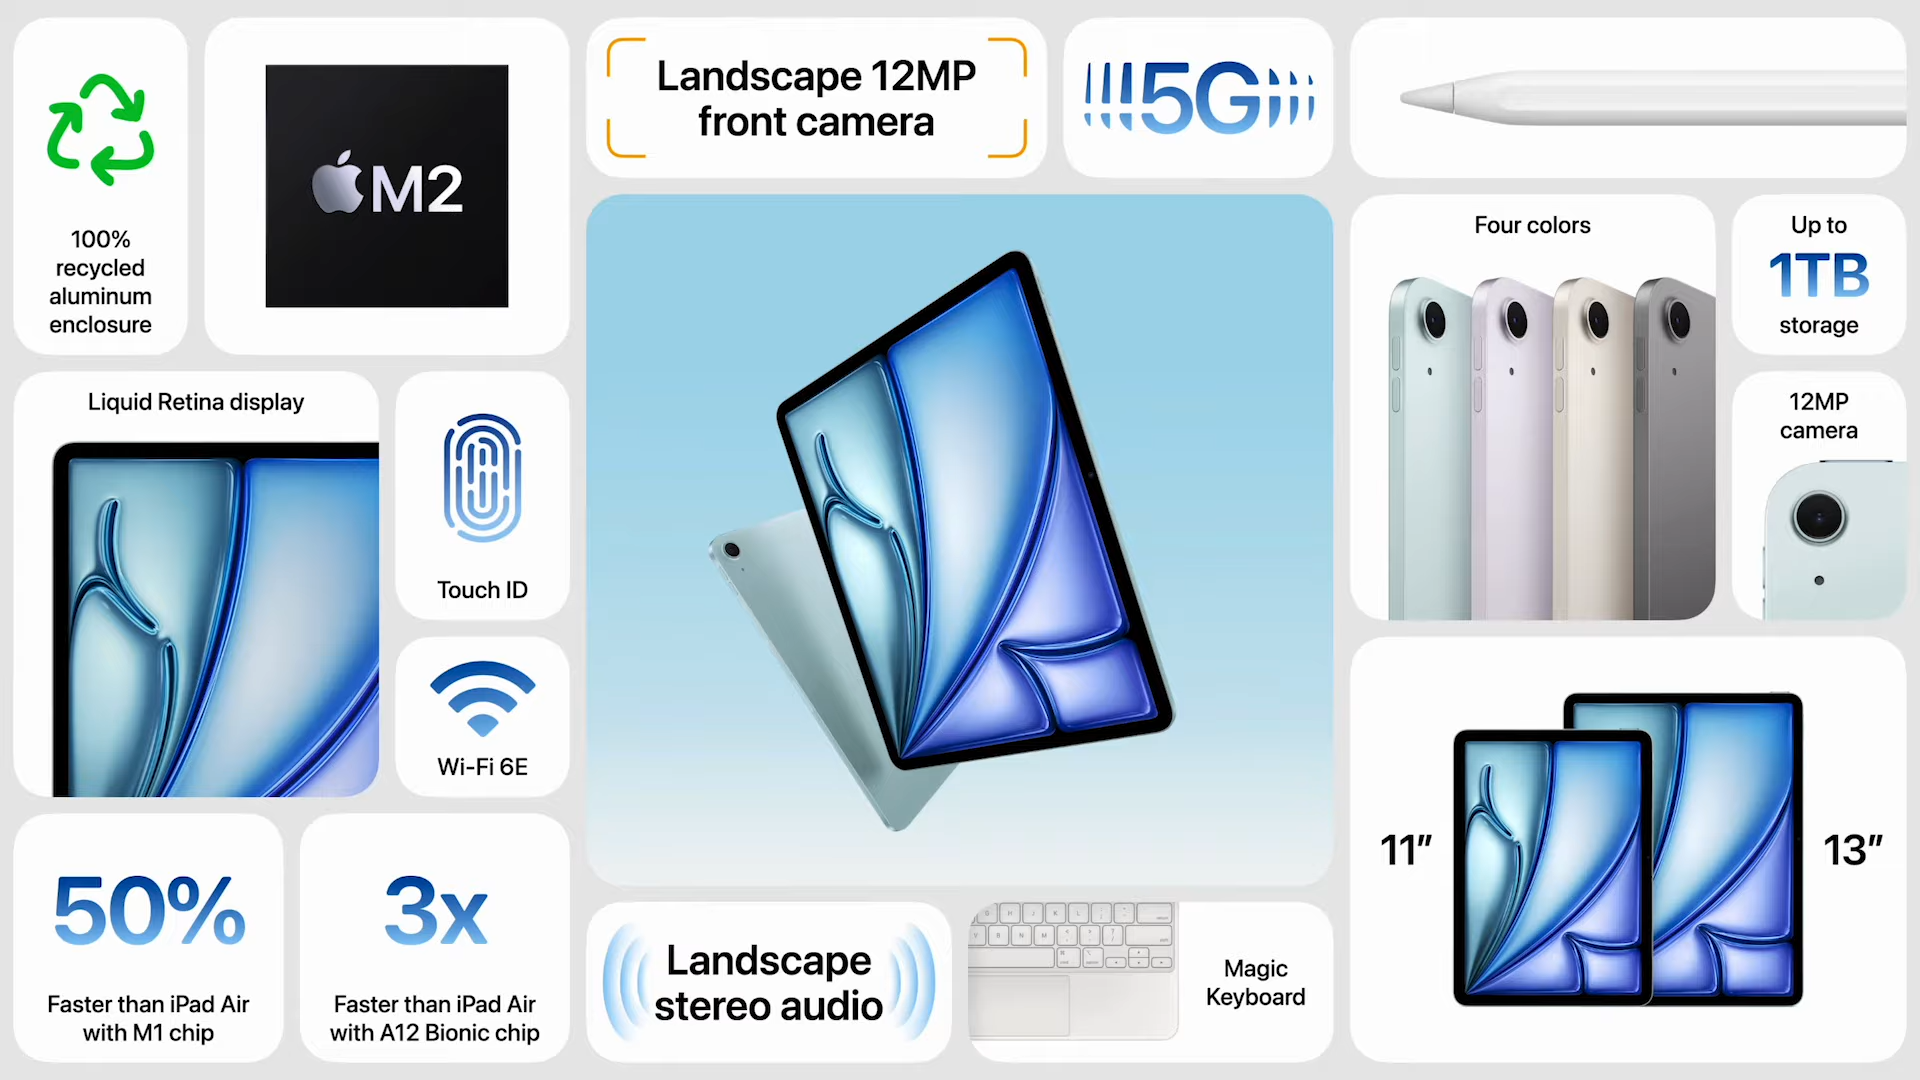 100%
recycled
aluminum
enclosure
M2
Landscape 12MP
front camera
5G
Four colors
Up to
1TB
storage
12MP
camera
Liquid Retina display
Touch ID
Wi-Fi 6E
50%
Faster than iPad Air
with M1 chip
3x
Faster than iPad Air
with A12 Bionic chip
Landscape
stereo audio
Magic
Keyboard
11″
13″